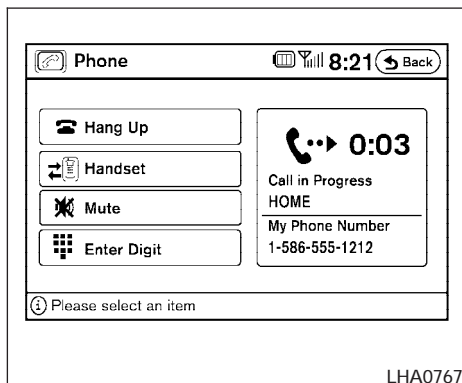 Phone
8:21
Back
Hang Up
Handset
Mute
Enter Digit
0:03
Call in Progress
HOME
My Phone Number
1-586-555-1212
i Please select an item
LHA0767